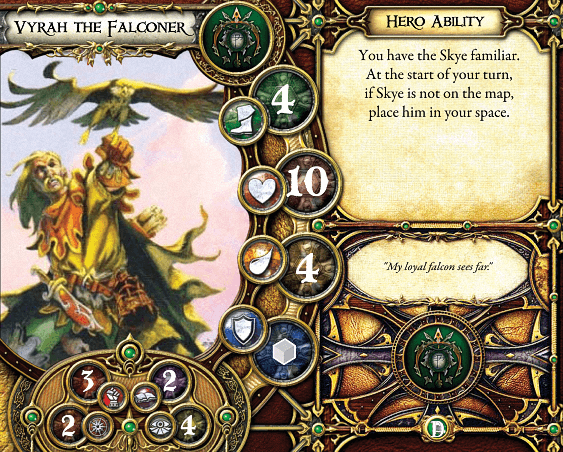 Vyrah the Falconer
4
10
4
3
2
2
4
Hero Ability
You have the Skye familiar.
At the start of your turn,
if Skye is not on the map,
place him in your space.
"My loyal falcon sees far."
D